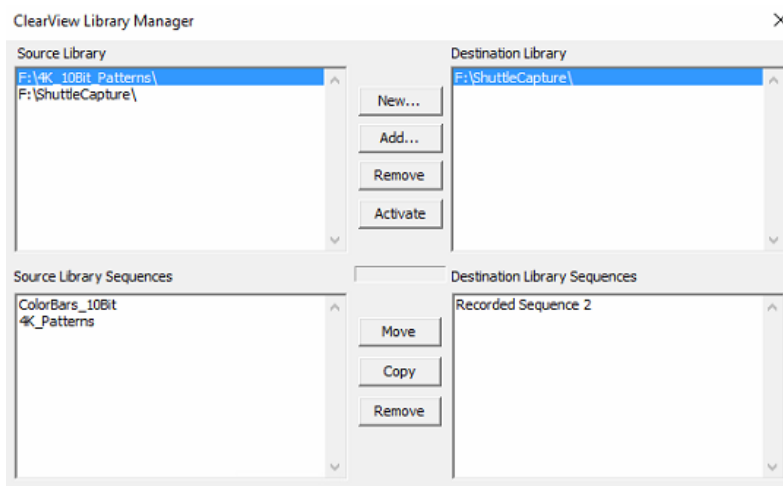 ClearView Library Manager
Source Library
Destination Library
F:\4K_10Bit_Patterns\
F:\ShuttleCapture\
F:\ShuttleCapture\
New...
Add...
Remove
Activate
Source Library Sequences
Destination Library Sequences
ColorBars_10Bit
4K_Patterns
Recorded Sequence 2
Move
Copy
Remove